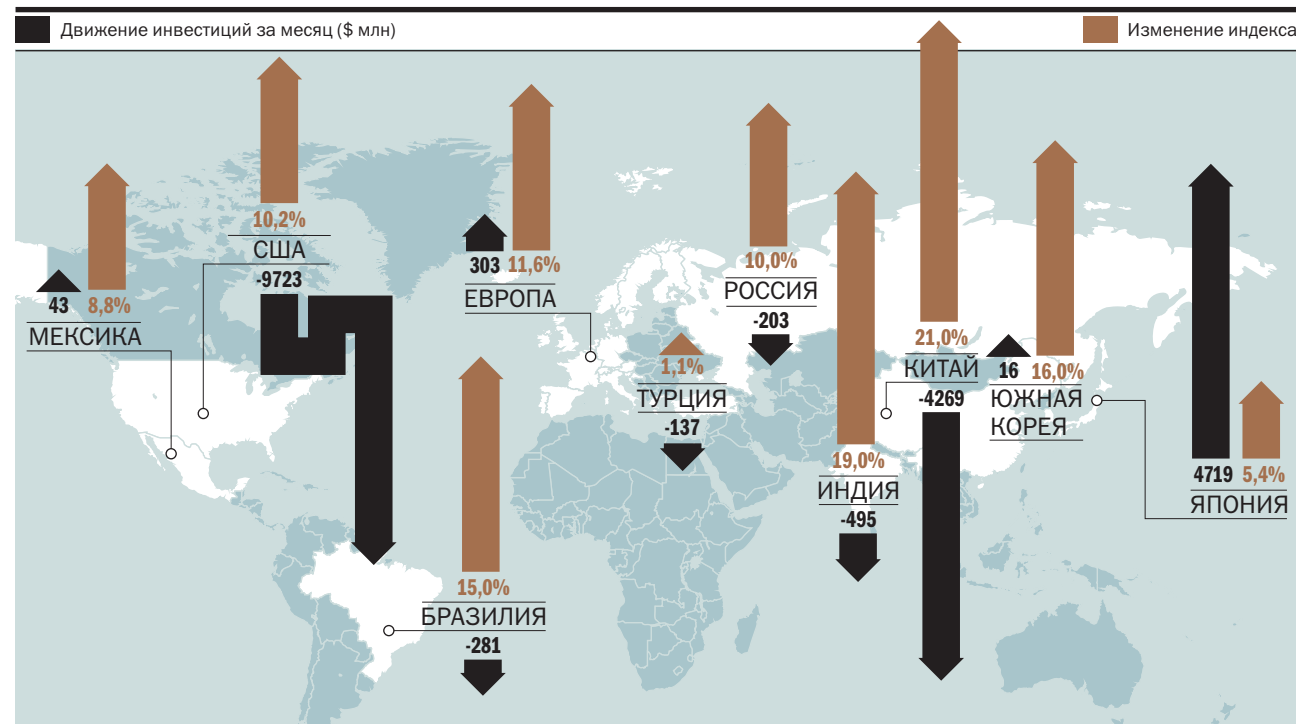 Движение инвестиций за месяц ($ млн)
Изменение индекса
43 8,8%
МЕКСИКА
10,2%
США
-9723
303 11,6%
ЕВРОПА
15,0%
БРАЗИЛИЯ
-281
1,1%
ТУРЦИЯ
-137
10,0%
РОССИЯ
-203
19,0%
ИНДИЯ
-495
21,0%
КИТАЙ
-4269
16 16,0%
ЮЖНАЯ
КОРЕЯ
4719 5,4%
ЯПОНИЯ